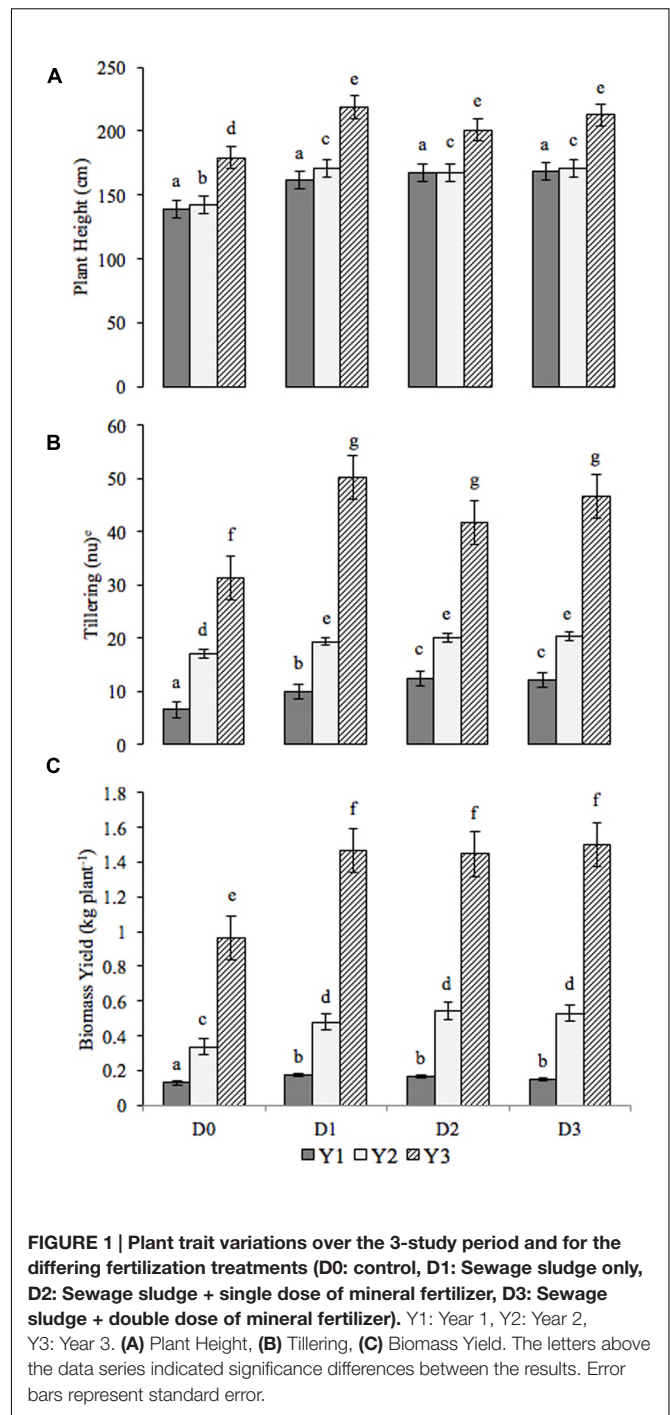 A
Plant Height (cm)
250
200
150
100
50
0
a b d
a c e
a c e
a c e
B
Tillering (nu)ᶜ
60
50
40
30
20
10
0
a d f
b e g
c e g
c e g
C
Biomass Yield (kg plant⁻¹)
1.8
1.6
1.4
1.2
1
0.8
0.6
0.4
0.2
0
a c e
b d f
b d f
b d f
D0 D1 D2 D3
Y1 Y2 Y3
FIGURE 1 | Plant trait variations over the 3-study period and for the
differing fertilization treatments (D0: control, D1: Sewage sludge only,
D2: Sewage sludge + single dose of mineral fertilizer, D3: Sewage
sludge + double dose of mineral fertilizer). Y1: Year 1, Y2: Year 2,
Y3: Year 3. (A) Plant Height, (B) Tillering, (C) Biomass Yield. The letters above
the data series indicated significance differences between the results. Error
bars represent standard error.